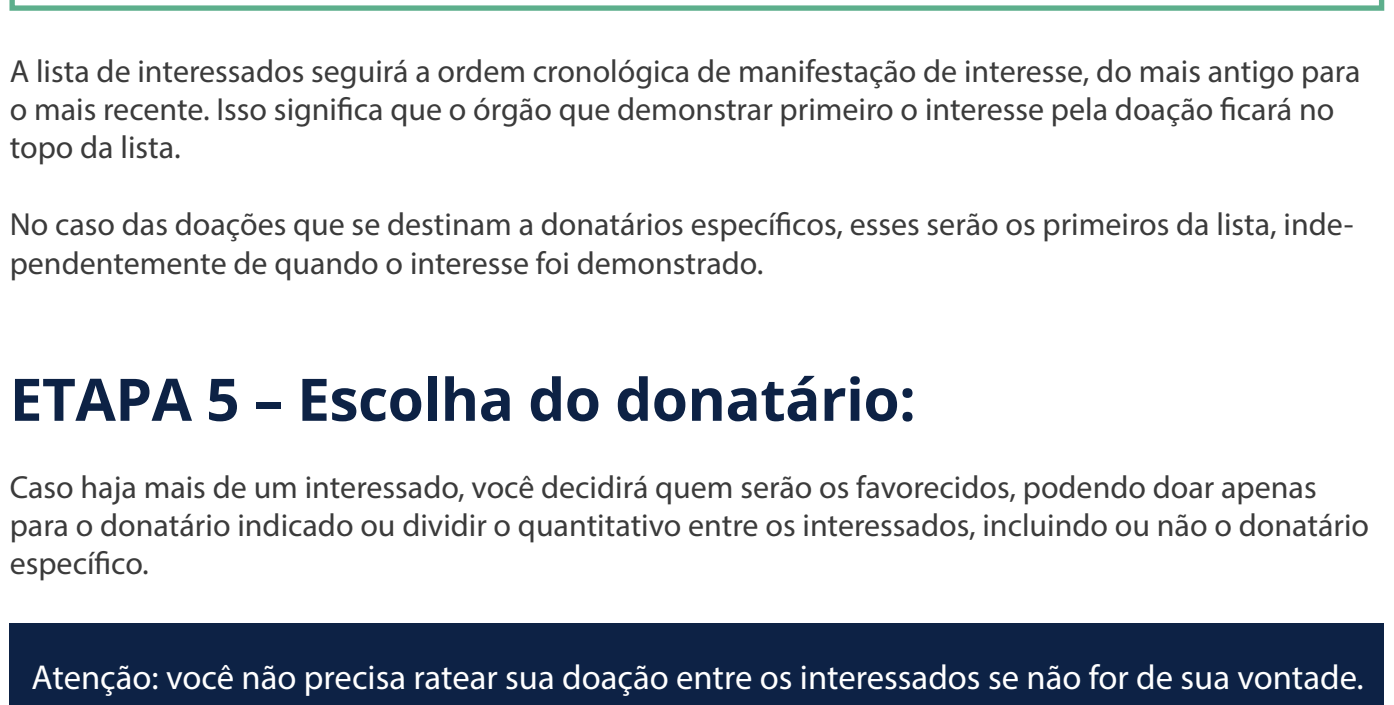 A lista de interessados seguirá a ordem cronológica de manifestação de interesse, do mais antigo para
o mais recente. Isso significa que o órgão que demonstrar primeiro o interesse pela doação ficará no
topo da lista.
No caso das doações que se destinam a donatários específicos, esses serão os primeiros da lista, inde-
pendentemente de quando o interesse foi demonstrado.
ETAPA 5 – Escolha do donatário:
Caso haja mais de um interessado, você decidirá quem serão os favorecidos, podendo doar apenas
para o donatário indicado ou dividir o quantitativo entre os interessados, incluindo ou não o donatário
específico.
Atenção: você não precisa ratear sua doação entre os interessados se não for de sua vontade.